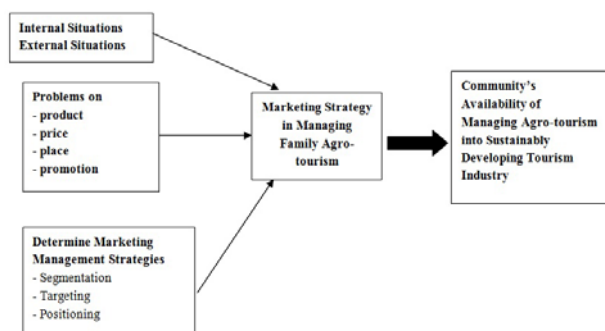 Internal Situations
External Situations
Problems on
- product
- price
- place
- promotion
Determine Marketing
Management Strategies
- Segmentation
- Targeting
- Positioning
Marketing Strategy
in Managing
Family Agro-
tourism
Community's
Availability of
Managing Agro-tourism
into Sustainably
Developing Tourism
Industry